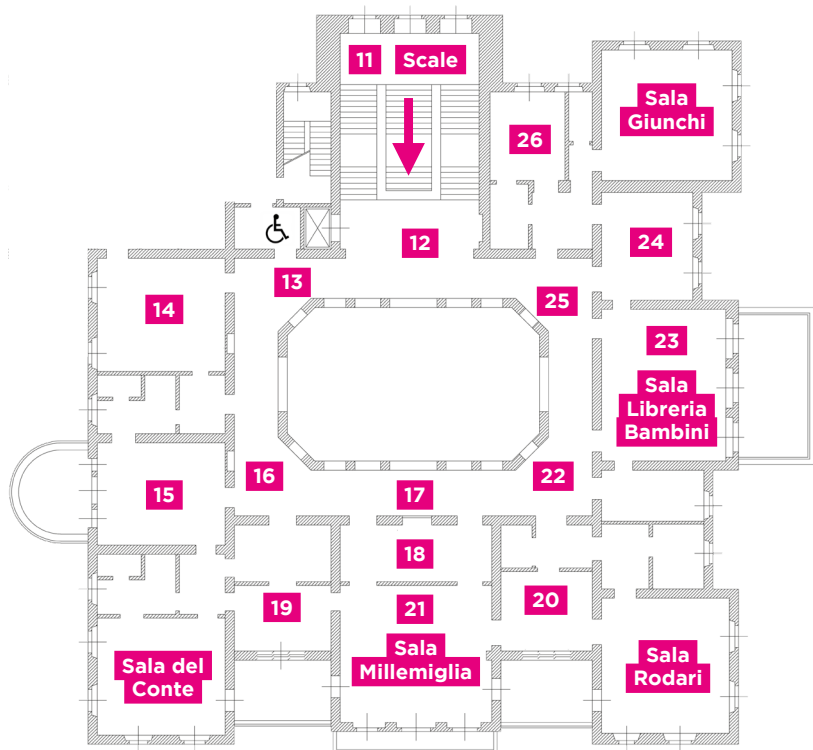 11 Scale
Sala
Giunchi
26
12
24
13
25
14
23
Sala
Libreria
Bambini
15
16
17
22
18
19
21
20
Sala
Millemiglia
Sala del
Conte
Sala
Rodari